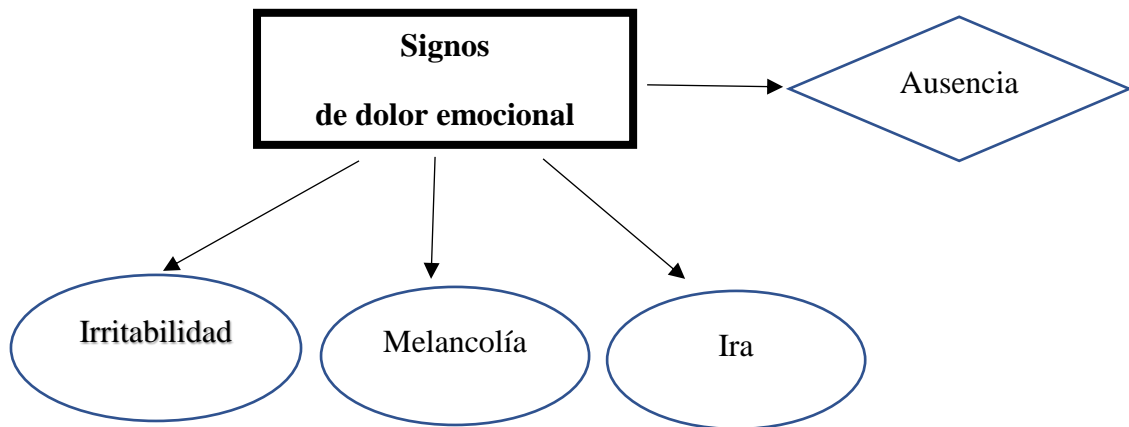 Signos
de dolor emocional
Ausencia
Irritabilidad
Melancolía
Ira